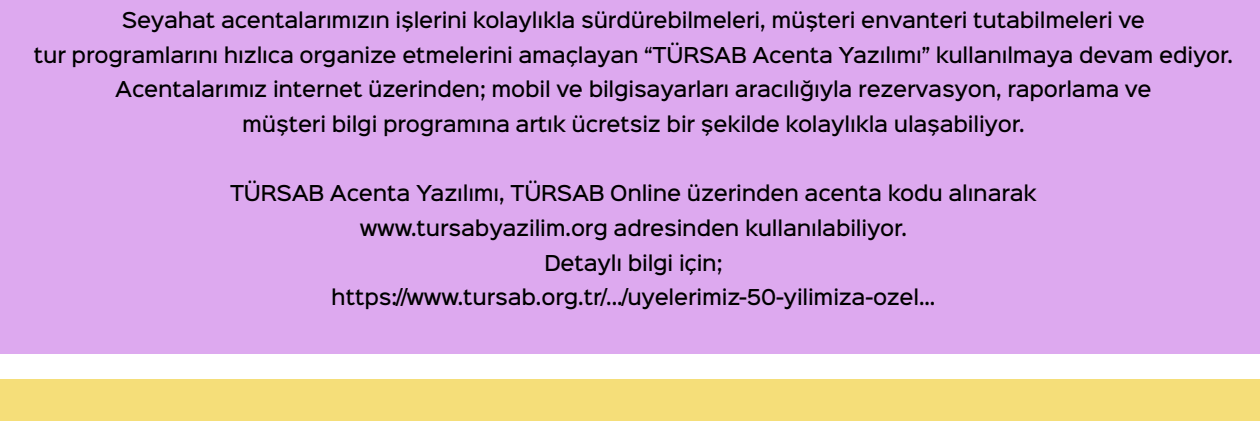 Seyahat acentalarımızın işlerini kolaylıkla sürdürebilmeleri, müşteri envanteri tutabilmeleri ve
tur programlarını hızlıca organize etmelerini amaçlayan “TÜRSAB Acenta Yazılımı” kullanılmaya devam ediyor.
Acentalarımız internet üzerinden; mobil ve bilgisayarları aracılığıyla rezervasyon, raporlama ve
müşteri bilgi programına artık ücretsiz bir şekilde kolaylıkla ulaşabiliyor.
TÜRSAB Acenta Yazılımı, TÜRSAB Online üzerinden acenta kodu alınarak
www.tursabyazilim.org adresinden kullanılabiliyor.
Detaylı bilgi için;
https://www.tursab.org.tr/.../uyelerimiz-50-yilimiza-ozel...